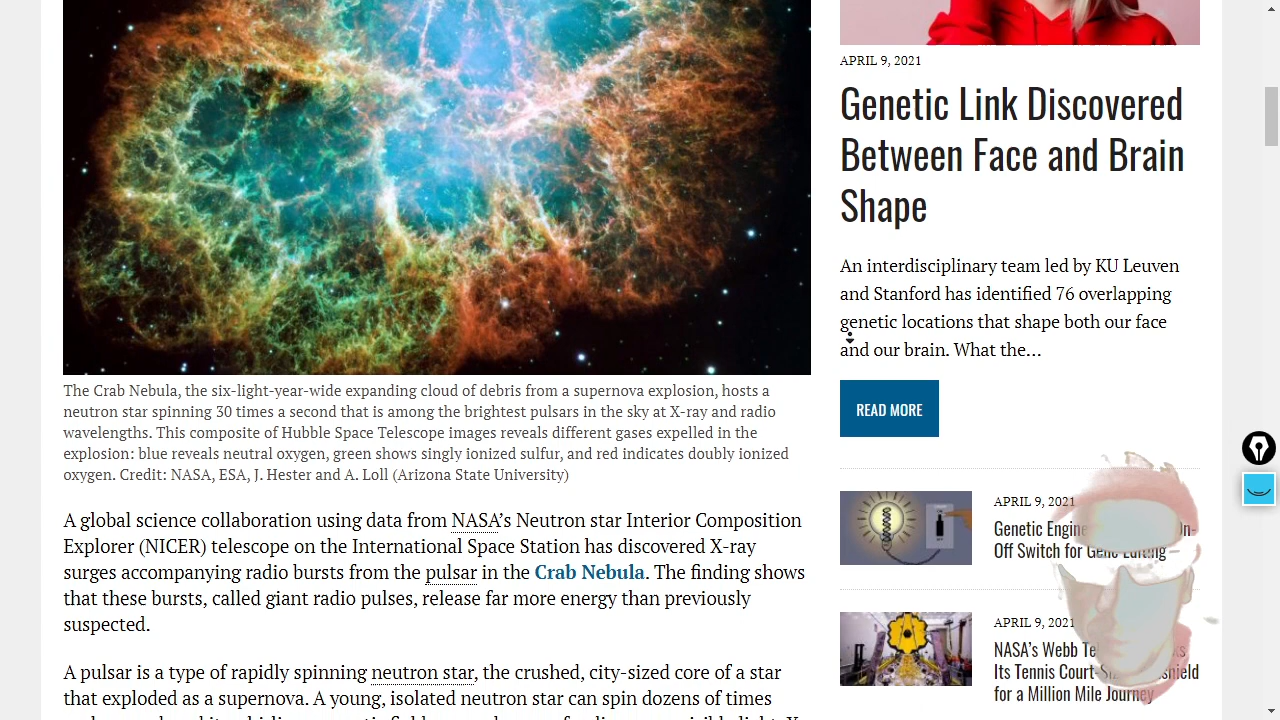 The Crab Nebula, the six-light-year-wide expanding cloud of debris from a supernova explosion, hosts a
neutron star spinning 30 times a second that is among the brightest pulsars in the sky at X-ray and radio
wavelengths. This composite of Hubble Space Telescope images reveals different gases expelled in the
explosion: blue reveals neutral oxygen, green shows singly ionized sulfur, and red indicates doubly ionized
oxygen. Credit: NASA, ESA, J. Hester and A. Loll (Arizona State University)
A global science collaboration using data from NASA’s Neutron star Interior Composition
Explorer (NICER) telescope on the International Space Station has discovered X-ray
surges accompanying radio bursts from the pulsar in the Crab Nebula. The finding shows
that these bursts, called giant radio pulses, release far more energy than previously
suspected.
A pulsar is a type of rapidly spinning neutron star, the crushed, city-sized core of a star
that exploded as a supernova. A young, isolated neutron star can spin dozens of times
APRIL 9, 2021
Genetic Link Discovered
Between Face and Brain
Shape
An interdisciplinary team led by KU Leuven
and Stanford has identified 76 overlapping
genetic locations that shape both our face
and our brain. What the…
READ MORE
APRIL 9, 2021
Genetic On-
Off Switch for Gene Editing
APRIL 9, 2021
NASA’s Webb
Its Tennis Court-
for a Million Mile Journey